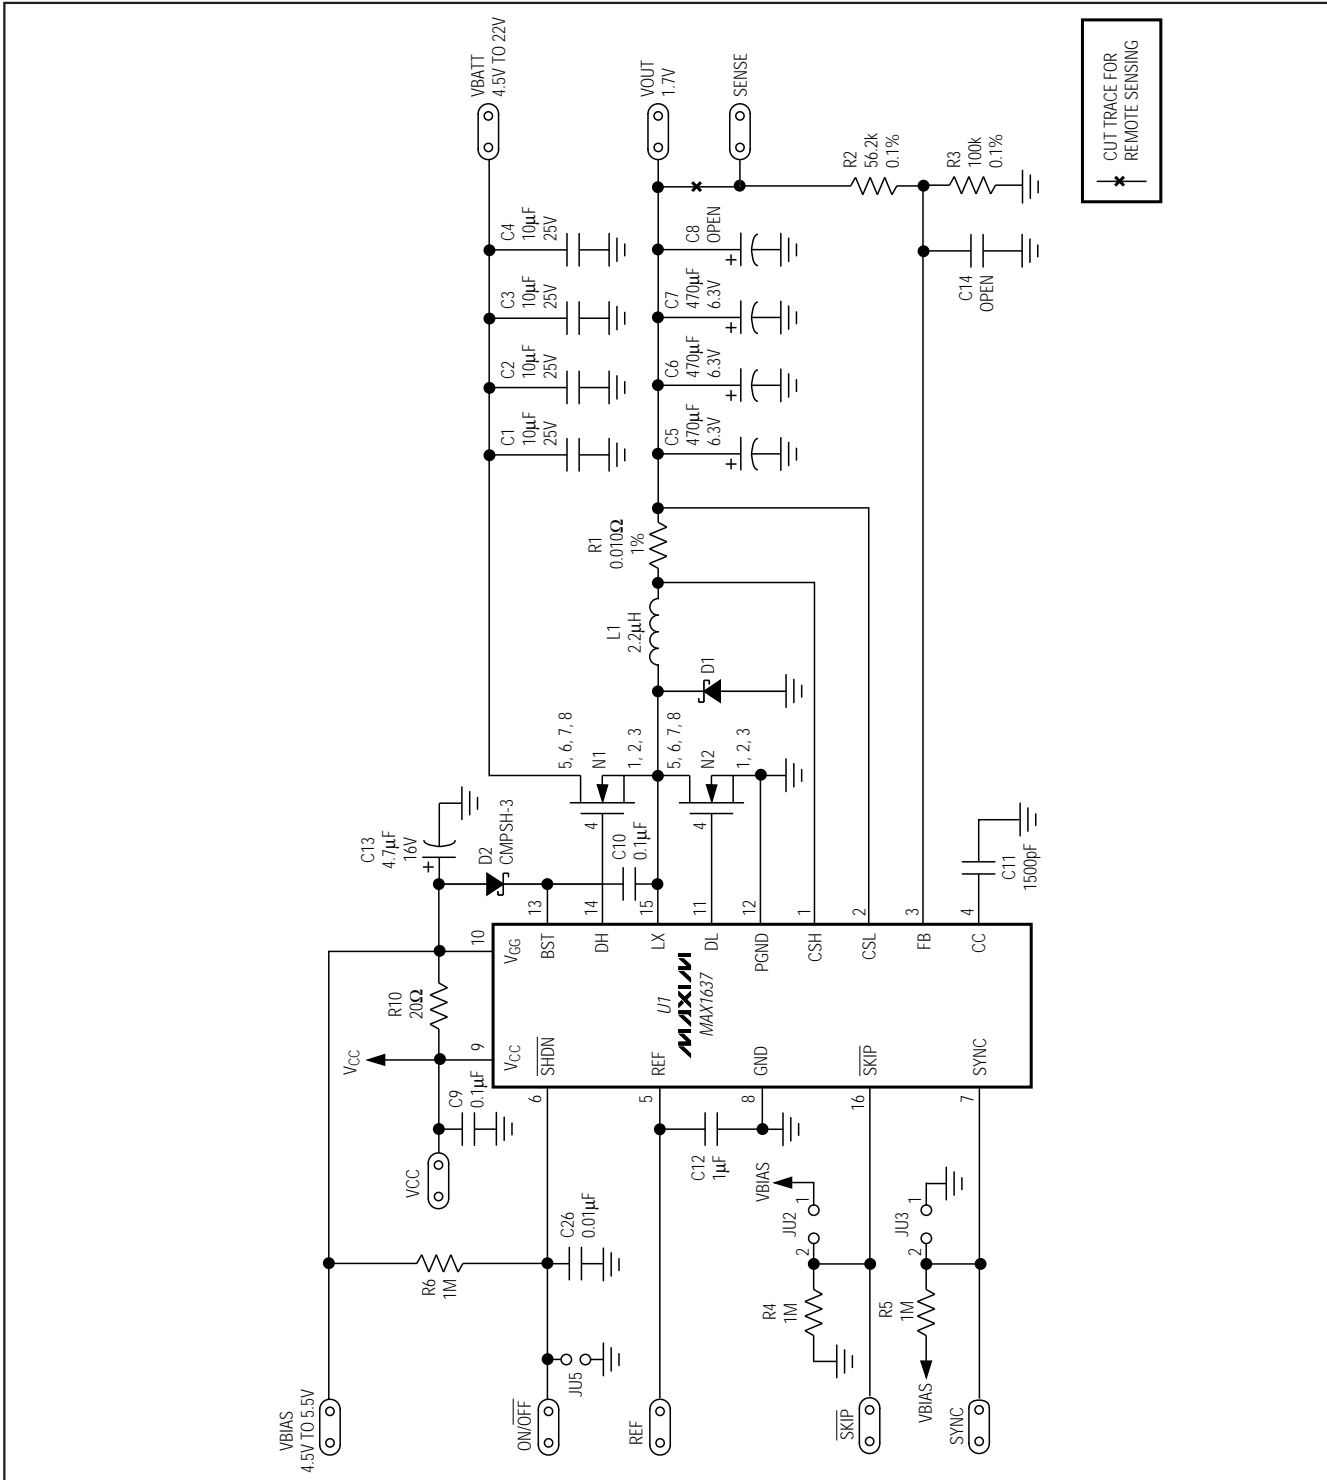 VBIAS
4.5V TO 5.5V
ON/OFF
REF
SKIP
SYNC
JU5
R6
1M
C26
0.01µF
R4
1M
R5
1M
VBIAS
JU2
2
1
VBIAS
JU3
2
1
VCC
C9
0.1µF
VCC
R10
20Ω
C12
1µF
9
6
5
8
16
7
VCC
SHDN
REF
GND
SKIP
SYNC
U1
MAXIM
MAX1637
VGG
BST
DH
LX
DL
PGND
CSH
CSL
FB
CC
10
13
14
15
11
12
1
2
3
4
C13
4.7µF
16V
+
D2
CMPSH-3
C10
0.1µF
C11
1500pF
4
N1
5, 6, 7, 8
1, 2, 3
4
N2
5, 6, 7, 8
1, 2, 3
D1
L1
2.2µH
R1
0.010Ω
1%
C1
10µF
25V
C2
10µF
25V
C3
10µF
25V
C4
10µF
25V
C5
470µF
6.3V
+
C6
470µF
6.3V
+
C7
470µF
6.3V
+
C8
OPEN
+
C14
OPEN
R2
56.2k
0.1%
R3
100k
0.1%
VBATT
4.5V TO 22V
VOUT
1.7V
SENSE
CUT TRACE FOR
REMOTE SENSING